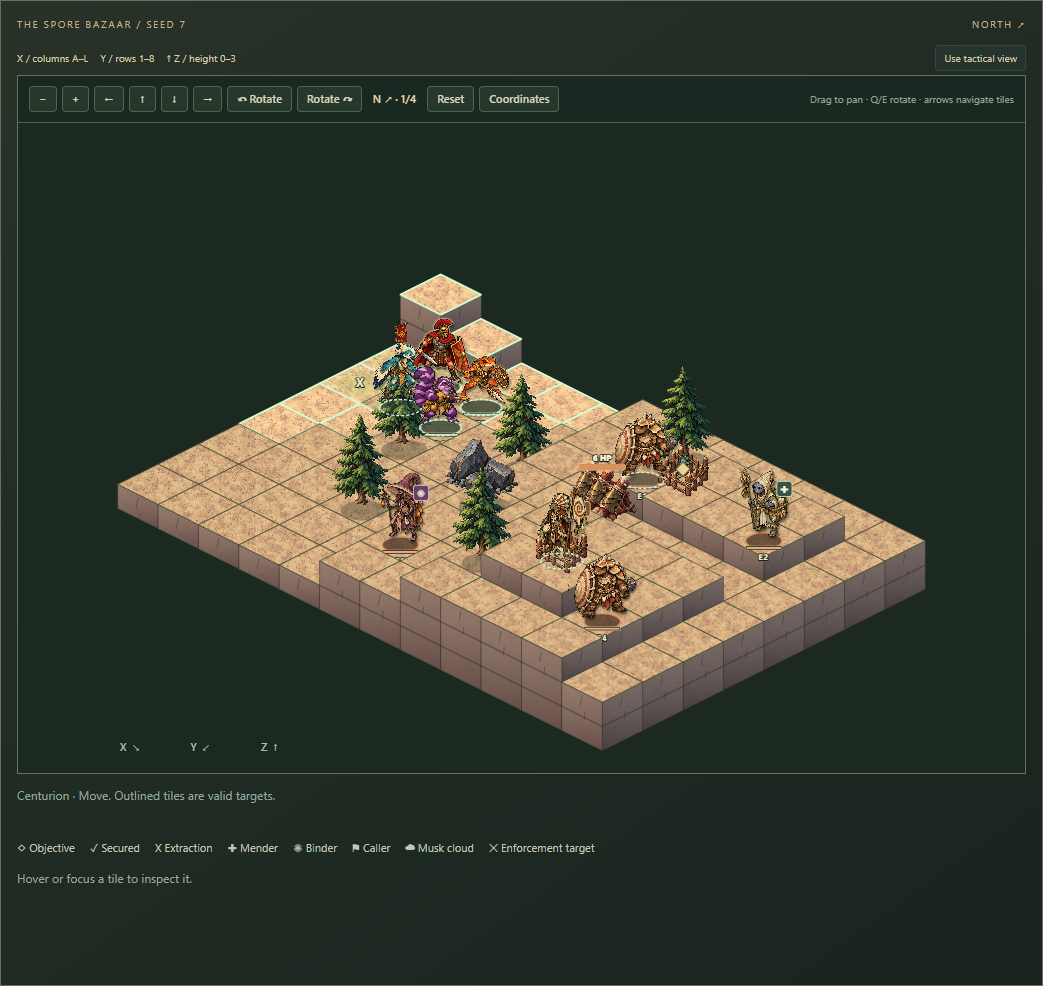 THE SPORE BAZAAR / SEED 7
NORTH ↗
X / columns A–L Y / rows 1–8 ↑ Z / height 0–3
Use tactical view
− + ← ↑ ↓ → ↶ Rotate Rotate ↷ N ↗ · 1/4 Reset Coordinates
Drag to pan · Q/E rotate · arrows navigate tiles
X
6 HP
E
E2
4
X ↘ Y ↙ Z ↑
Centurion · Move. Outlined tiles are valid targets.
◇ Objective ✓ Secured X Extraction ✚ Mender ❋ Binder ⚑ Caller ☁ Musk cloud ✕ Enforcement target
Hover or focus a tile to inspect it.